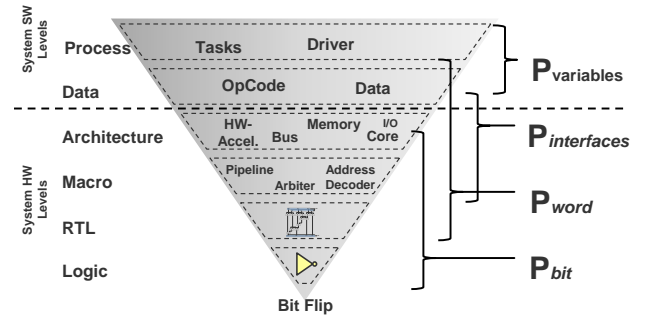 System SW
Levels
Process
Tasks
Driver
P variables
Data
OpCode
Data
Architecture
HW-
Accel.
Bus
Memory
I/O
Core
P interfaces
System HW
Levels
Macro
Pipeline
Arbiter
Address
Decoder
P word
RTL
Logic
P bit
Bit Flip